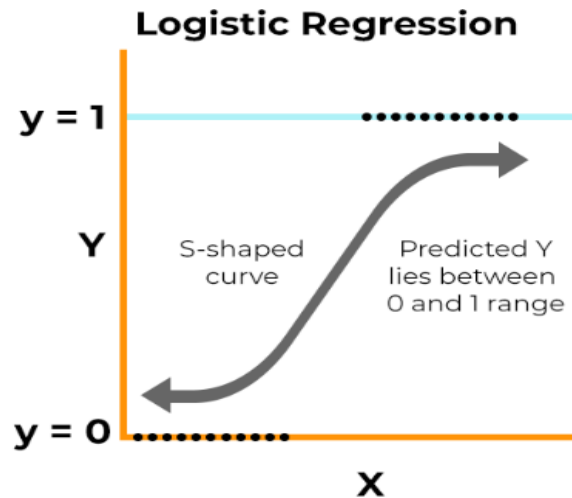 Logistic Regression
y = 1
Y
S-shaped
curve
Predicted Y
lies between
0 and 1 range
y = 0
X